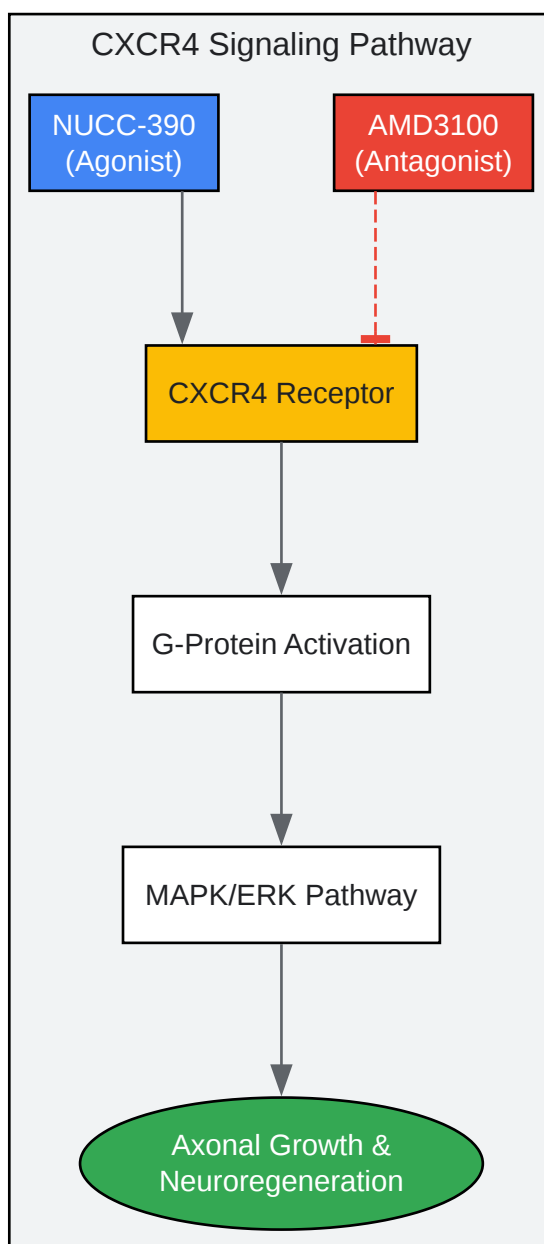 CXCR4 Signaling Pathway
NUCC-390
(Agonist)
AMD3100
(Antagonist)
CXCR4 Receptor
G-Protein Activation
MAPK/ERK Pathway
Axonal Growth &
Neuroregeneration